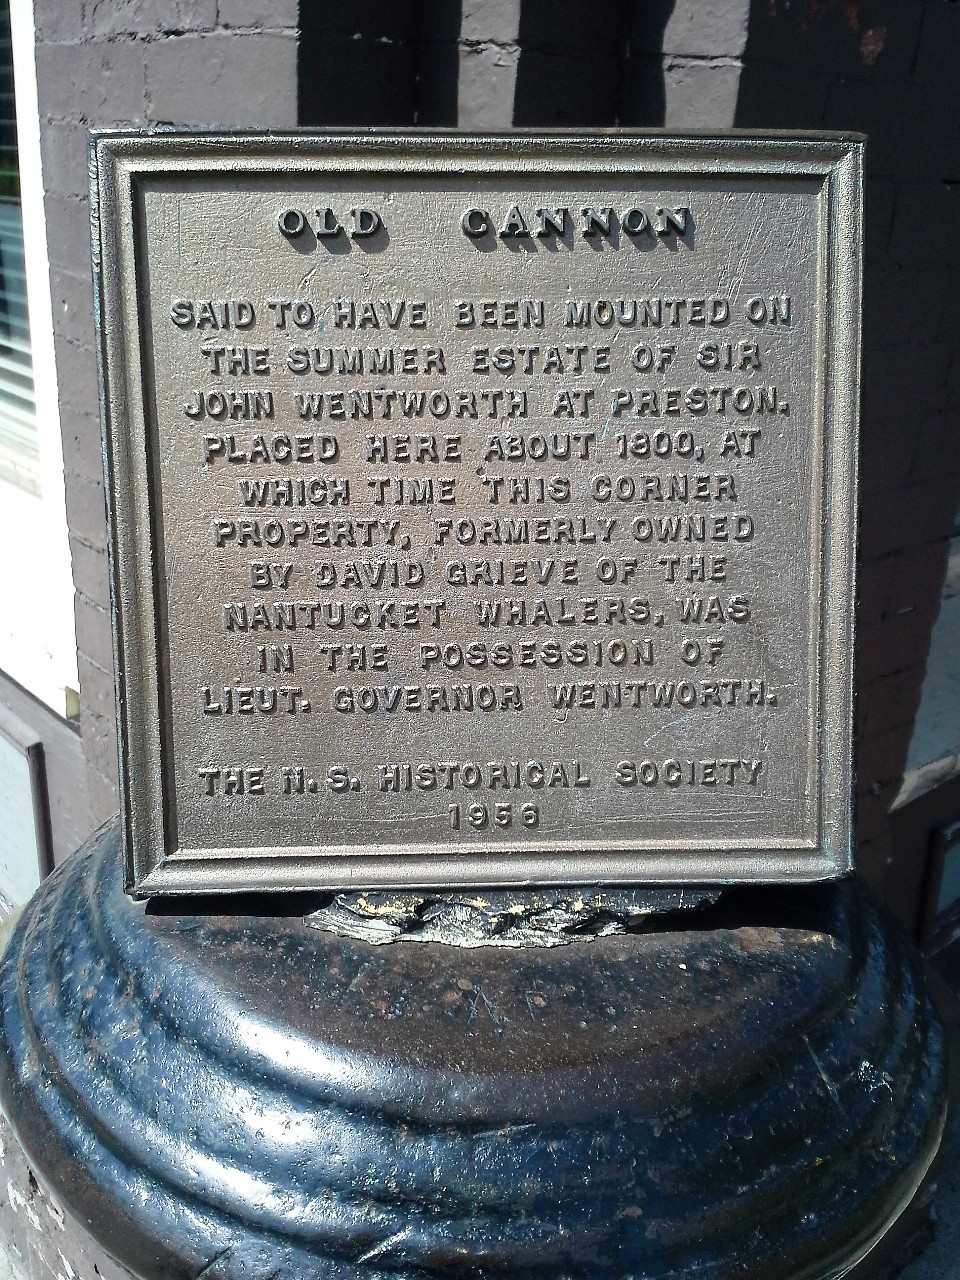 OLD CANNON
SAID TO HAVE BEEN MOUNTED ON
THE SUMMER ESTATE OF SIR
JOHN WENTWORTH AT PRESTON.
PLACED HERE ABOUT 1800, AT
WHICH TIME THIS CORNER
PROPERTY, FORMERLY OWNED
BY DAVID GRIEVE OF THE
NANTUCKET WHALERS, WAS
IN THE POSSESSION OF
LIEUT. GOVERNOR WENTWORTH.
THE N. S. HISTORICAL SOCIETY
1956